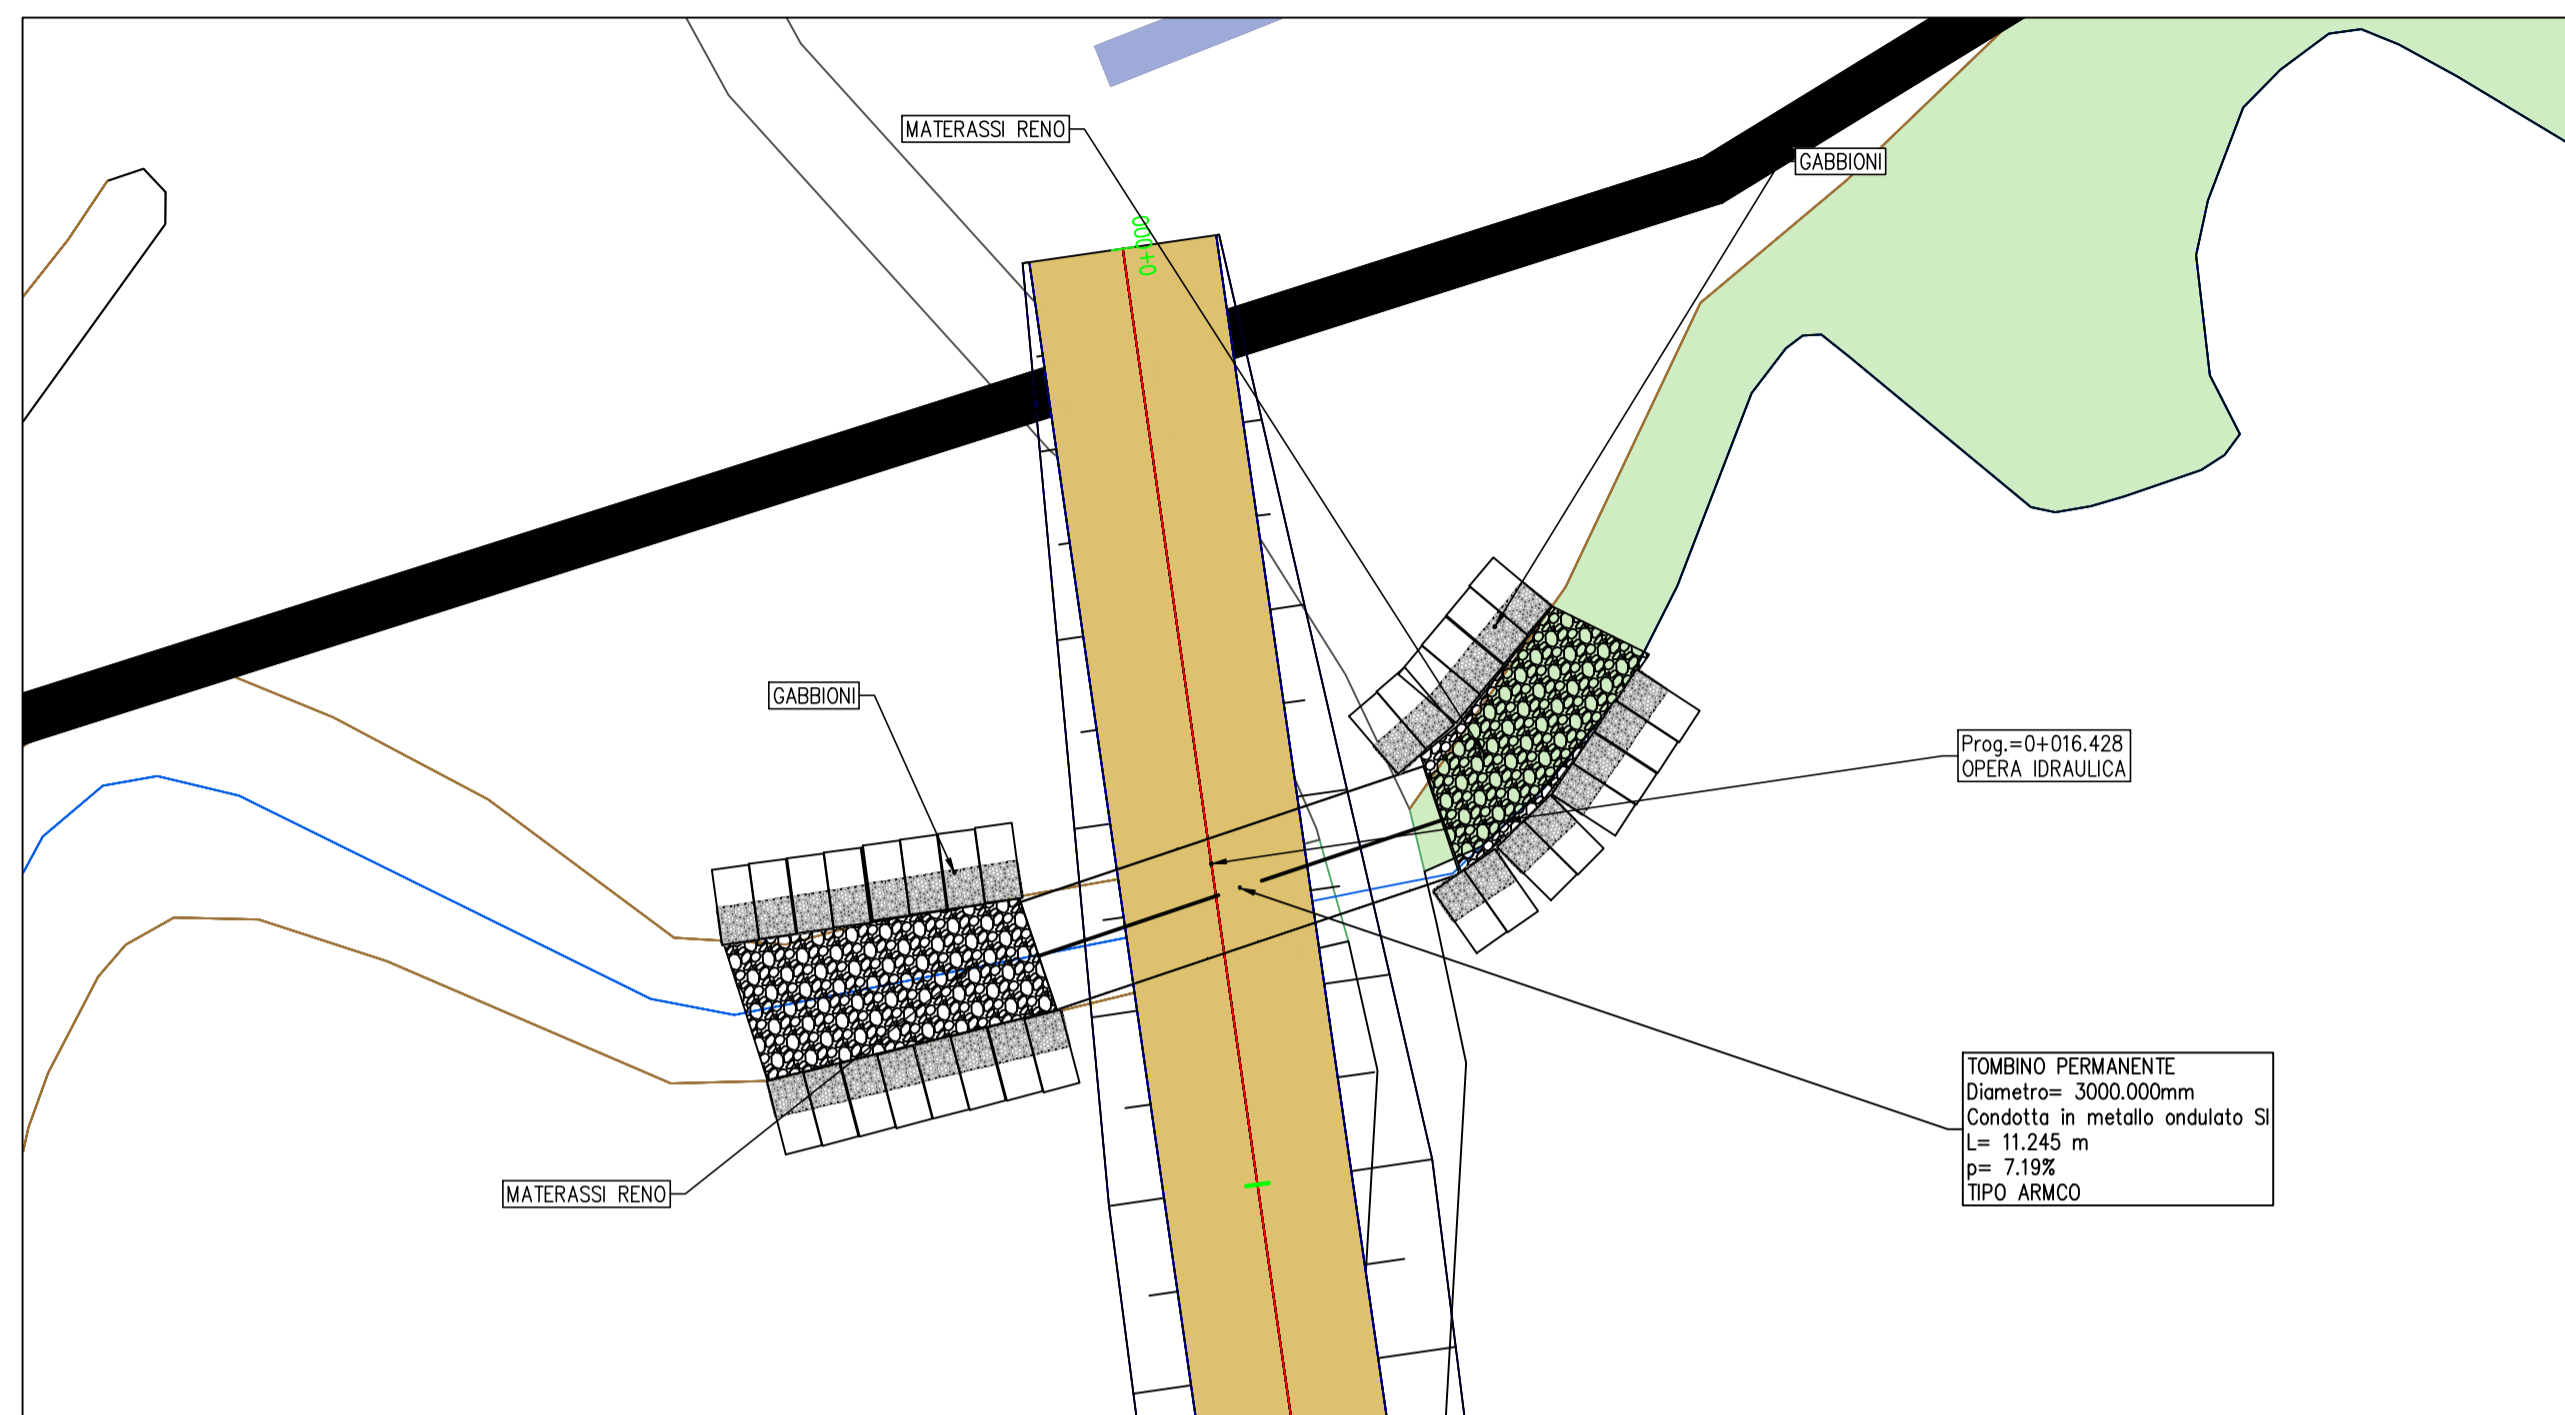 MATERASSI RENO
GABBIONI
0+000
GABBIONI
Prog.=0+016.428
OPERA IDRAULICA
TOMBINO PERMANENTE
Diametro= 3000.000mm
Condotta in metallo ondulato SI
L= 11.245 m
p= 7.19%
TIPO ARMCO
MATERASSI RENO